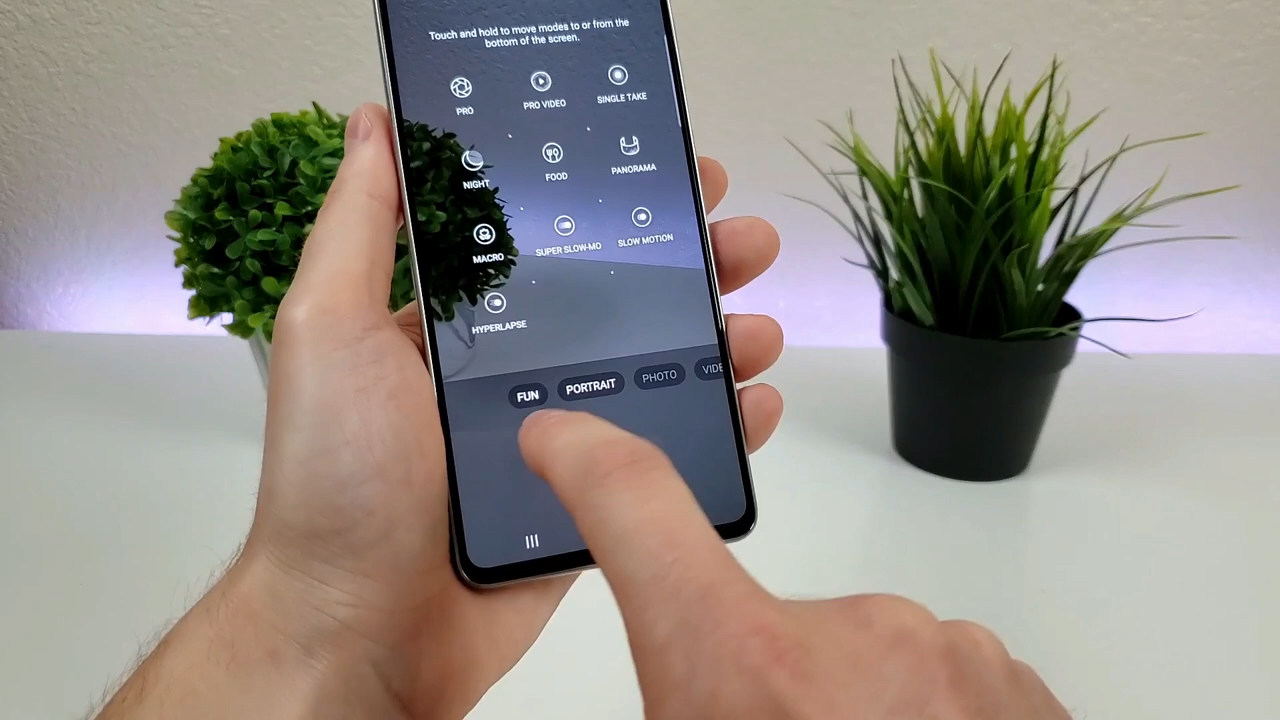 Touch and hold to move modes to or from the
bottom of the screen.
PRO
PRO VIDEO
SINGLE TAKE
NIGHT
FOOD
PANORAMA
MACRO
SUPER SLOW-MO
SLOW MOTION
HYPERLAPSE
FUN
PORTRAIT
PHOTO
VIDE